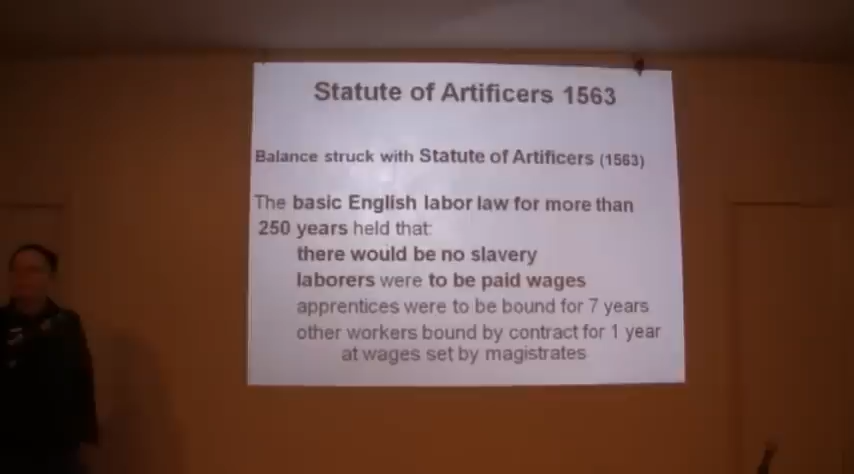 Statute of Artificers 1563
Balance struck with Statute of Artificers (1563)
The basic English labor law for more than
250 years held that:
there would be no slavery
laborers were to be paid wages
apprentices were to be bound for 7 years
other workers bound by contract for 1 year
at wages set by magistrates